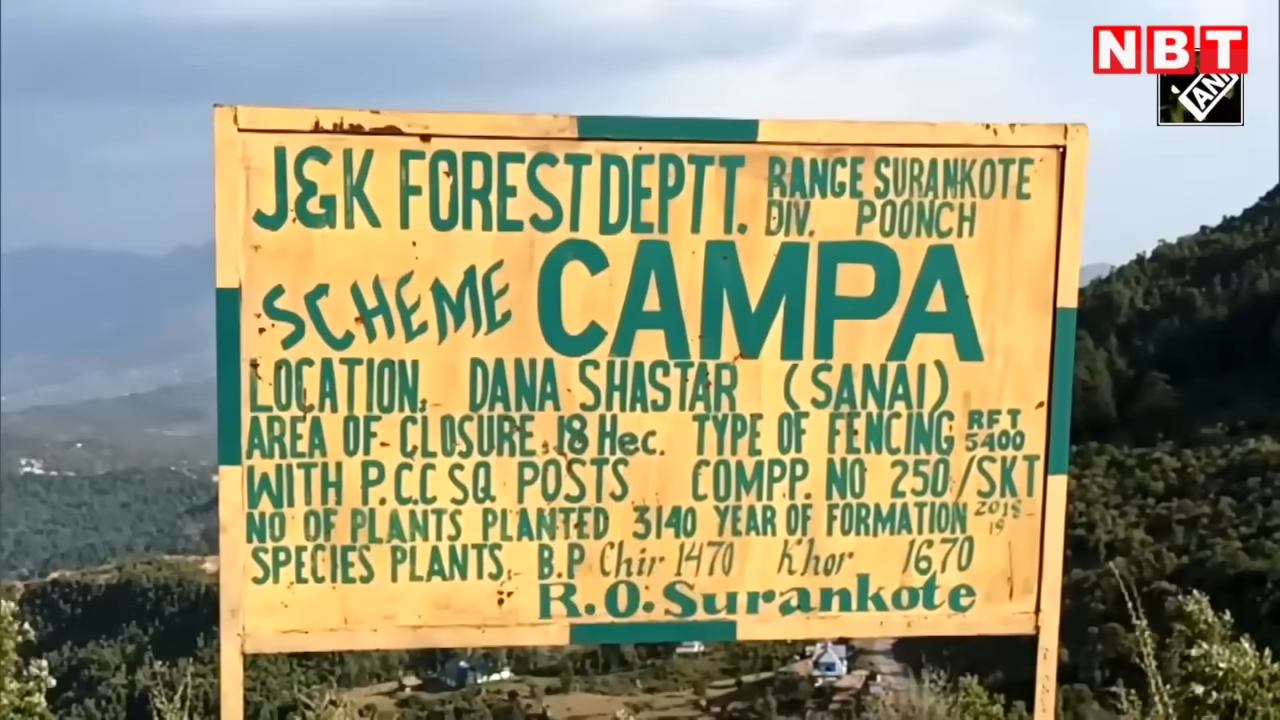 NBT
ANI
J&K FOREST DEPTT. RANGE SURANKOTE
DIV. POONCH
SCHEME CAMPA
LOCATION, DANA SHASTAR (SANAI)
AREA OF CLOSURE, 18 Hec. TYPE OF FENCING RFT 5400
WITH P.C.C SQ POSTS COMPP. NO 250/SKT
NO OF PLANTS PLANTED 3140 YEAR OF FORMATION 2018-19
SPECIES PLANTS, B.P Chir 1470 Khor 1670
R.O. Surankote